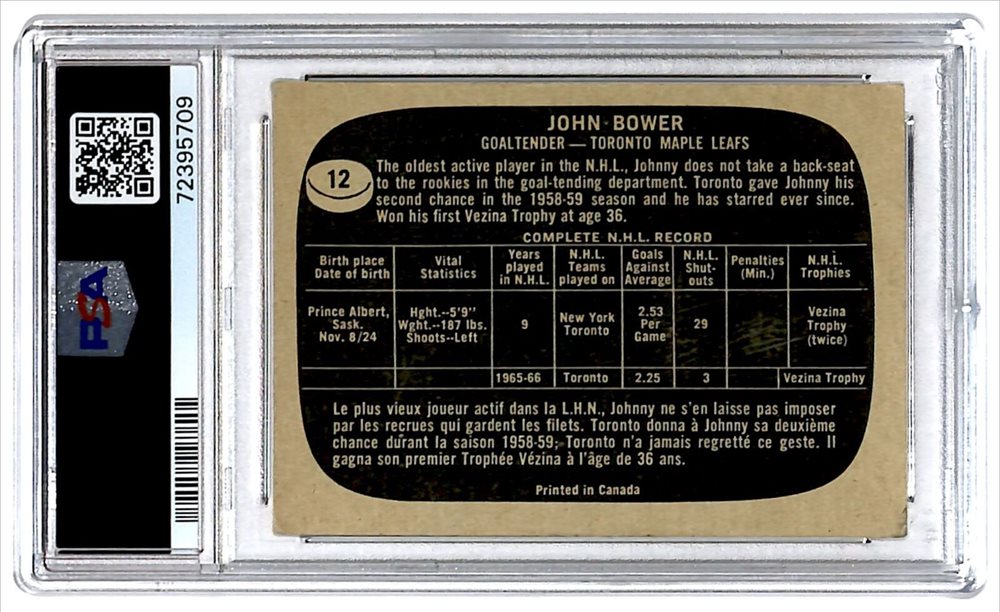 72395709
PSA
JOHN BOWER
GOALTENDER — TORONTO MAPLE LEAFS
12
The oldest active player in the N.H.L., Johnny does not take a back-seat
to the rookies in the goal-tending department. Toronto gave Johnny his
second chance in the 1958-59 season and he has starred ever since.
Won his first Vezina Trophy at age 36.
COMPLETE N.H.L. RECORD
Birth place Date of birth | Vital Statistics | Years played in N.H.L. | N.H.L. Teams played on | Goals Against Average | N.H.L. Shut-outs | Penalties (Min.) | N.H.L. Trophies
Prince Albert, Sask. Nov. 8/24 | Hght.--5'9" Wght.--187 lbs. Shoots--Left | 9 | New York Toronto | 2.53 Per Game | 29 | Vezina Trophy (twice)
1965-66 Toronto 2.25 3 Vezina Trophy
Le plus vieux joueur actif dans la L.H.N., Johnny ne s'en laisse pas imposer
par les recrues qui gardent les filets. Toronto donna à Johnny sa deuxième
chance durant la saison 1958-59; Toronto n'a jamais regretté ce geste. Il
gagna son premier Trophée Vézina à l'âge de 36 ans.
Printed in Canada